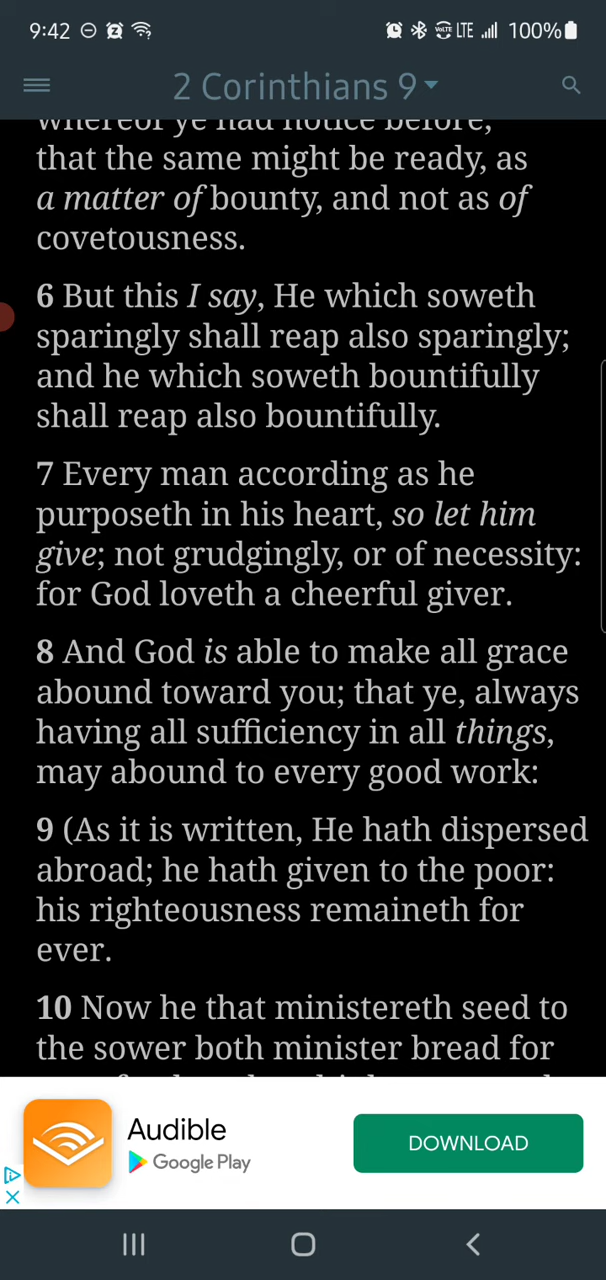 9:42
LTE 100%
2 Corinthians 9
whereof ye had notice before,
that the same might be ready, as
a matter of bounty, and not as of
covetousness.
6 But this I say, He which soweth
sparingly shall reap also sparingly;
and he which soweth bountifully
shall reap also bountifully.
7 Every man according as he
purposeth in his heart, so let him
give; not grudgingly, or of necessity:
for God loveth a cheerful giver.
8 And God is able to make all grace
abound toward you; that ye, always
having all sufficiency in all things,
may abound to every good work:
9 (As it is written, He hath dispersed
abroad; he hath given to the poor:
his righteousness remaineth for
ever.
10 Now he that ministereth seed to
the sower both minister bread for
Audible
Google Play
DOWNLOAD